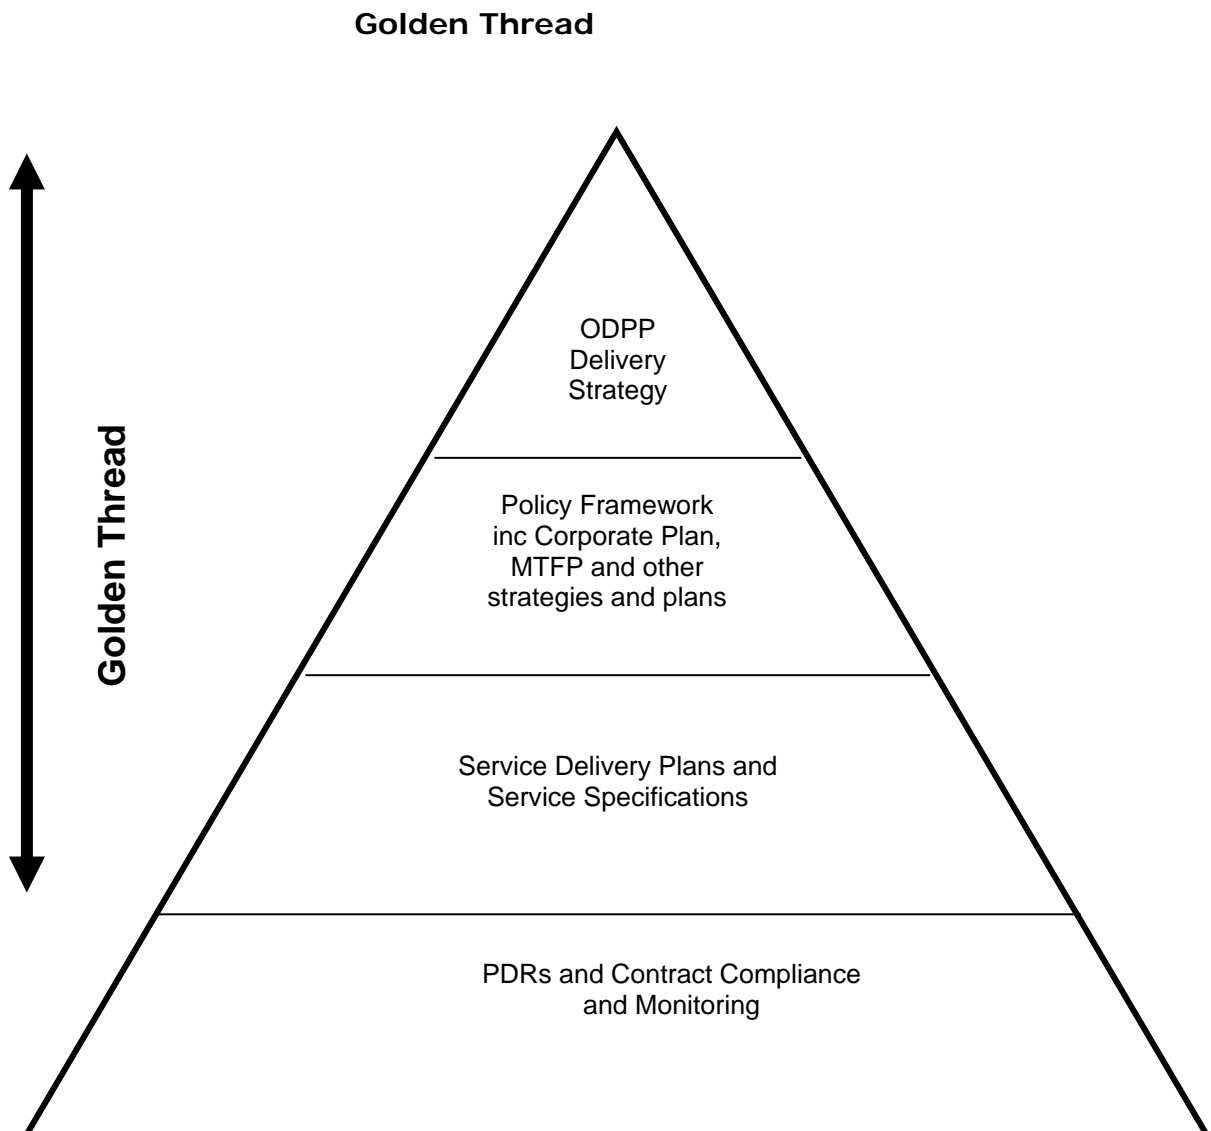 Golden Thread
Golden Thread
ODPP
Delivery
Strategy
Policy Framework
inc Corporate Plan,
MTFP and other
strategies and plans
Service Delivery Plans and
Service Specifications
PDRs and Contract Compliance
and Monitoring